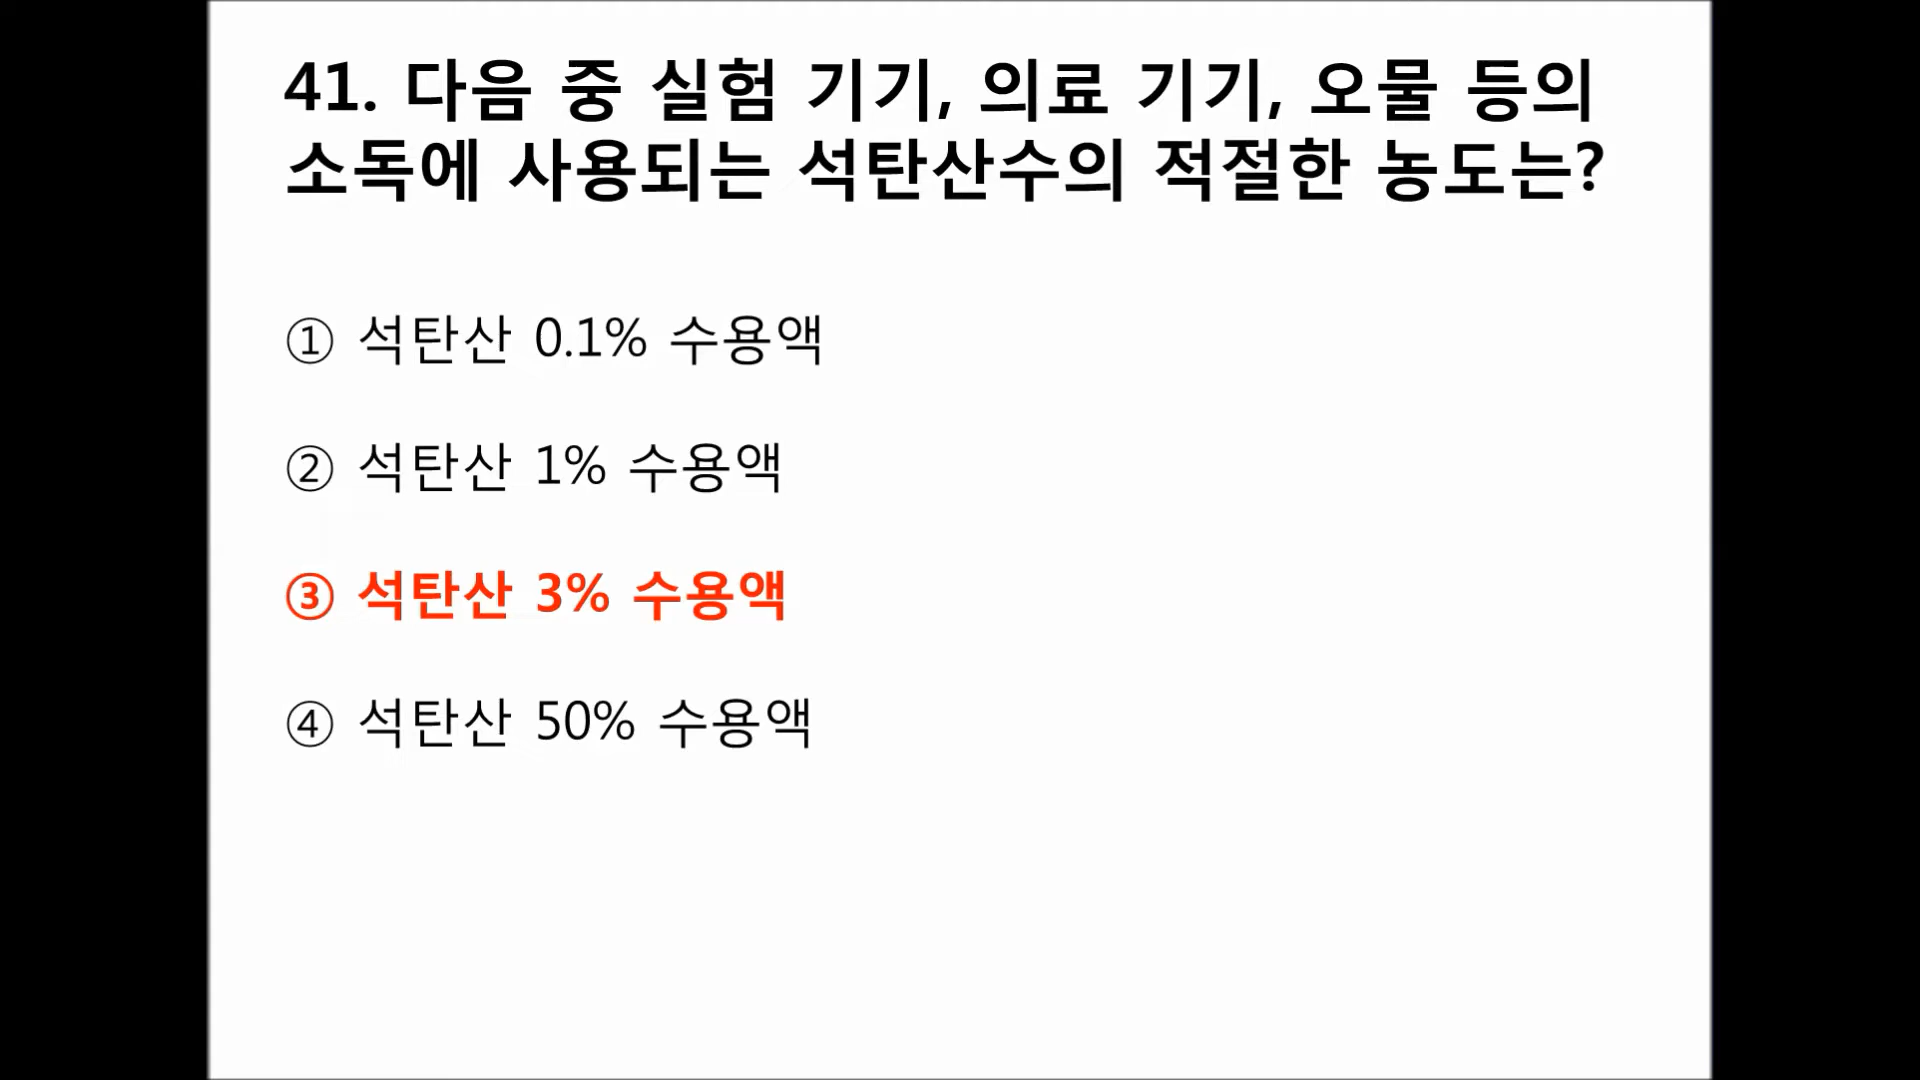 41. 다음 중 실험 기기, 의료 기기, 오물 등의
소독에 사용되는 석탄산수의 적절한 농도는?
① 석탄산 0.1% 수용액
② 석탄산 1% 수용액
③ 석탄산 3% 수용액
④ 석탄산 50% 수용액